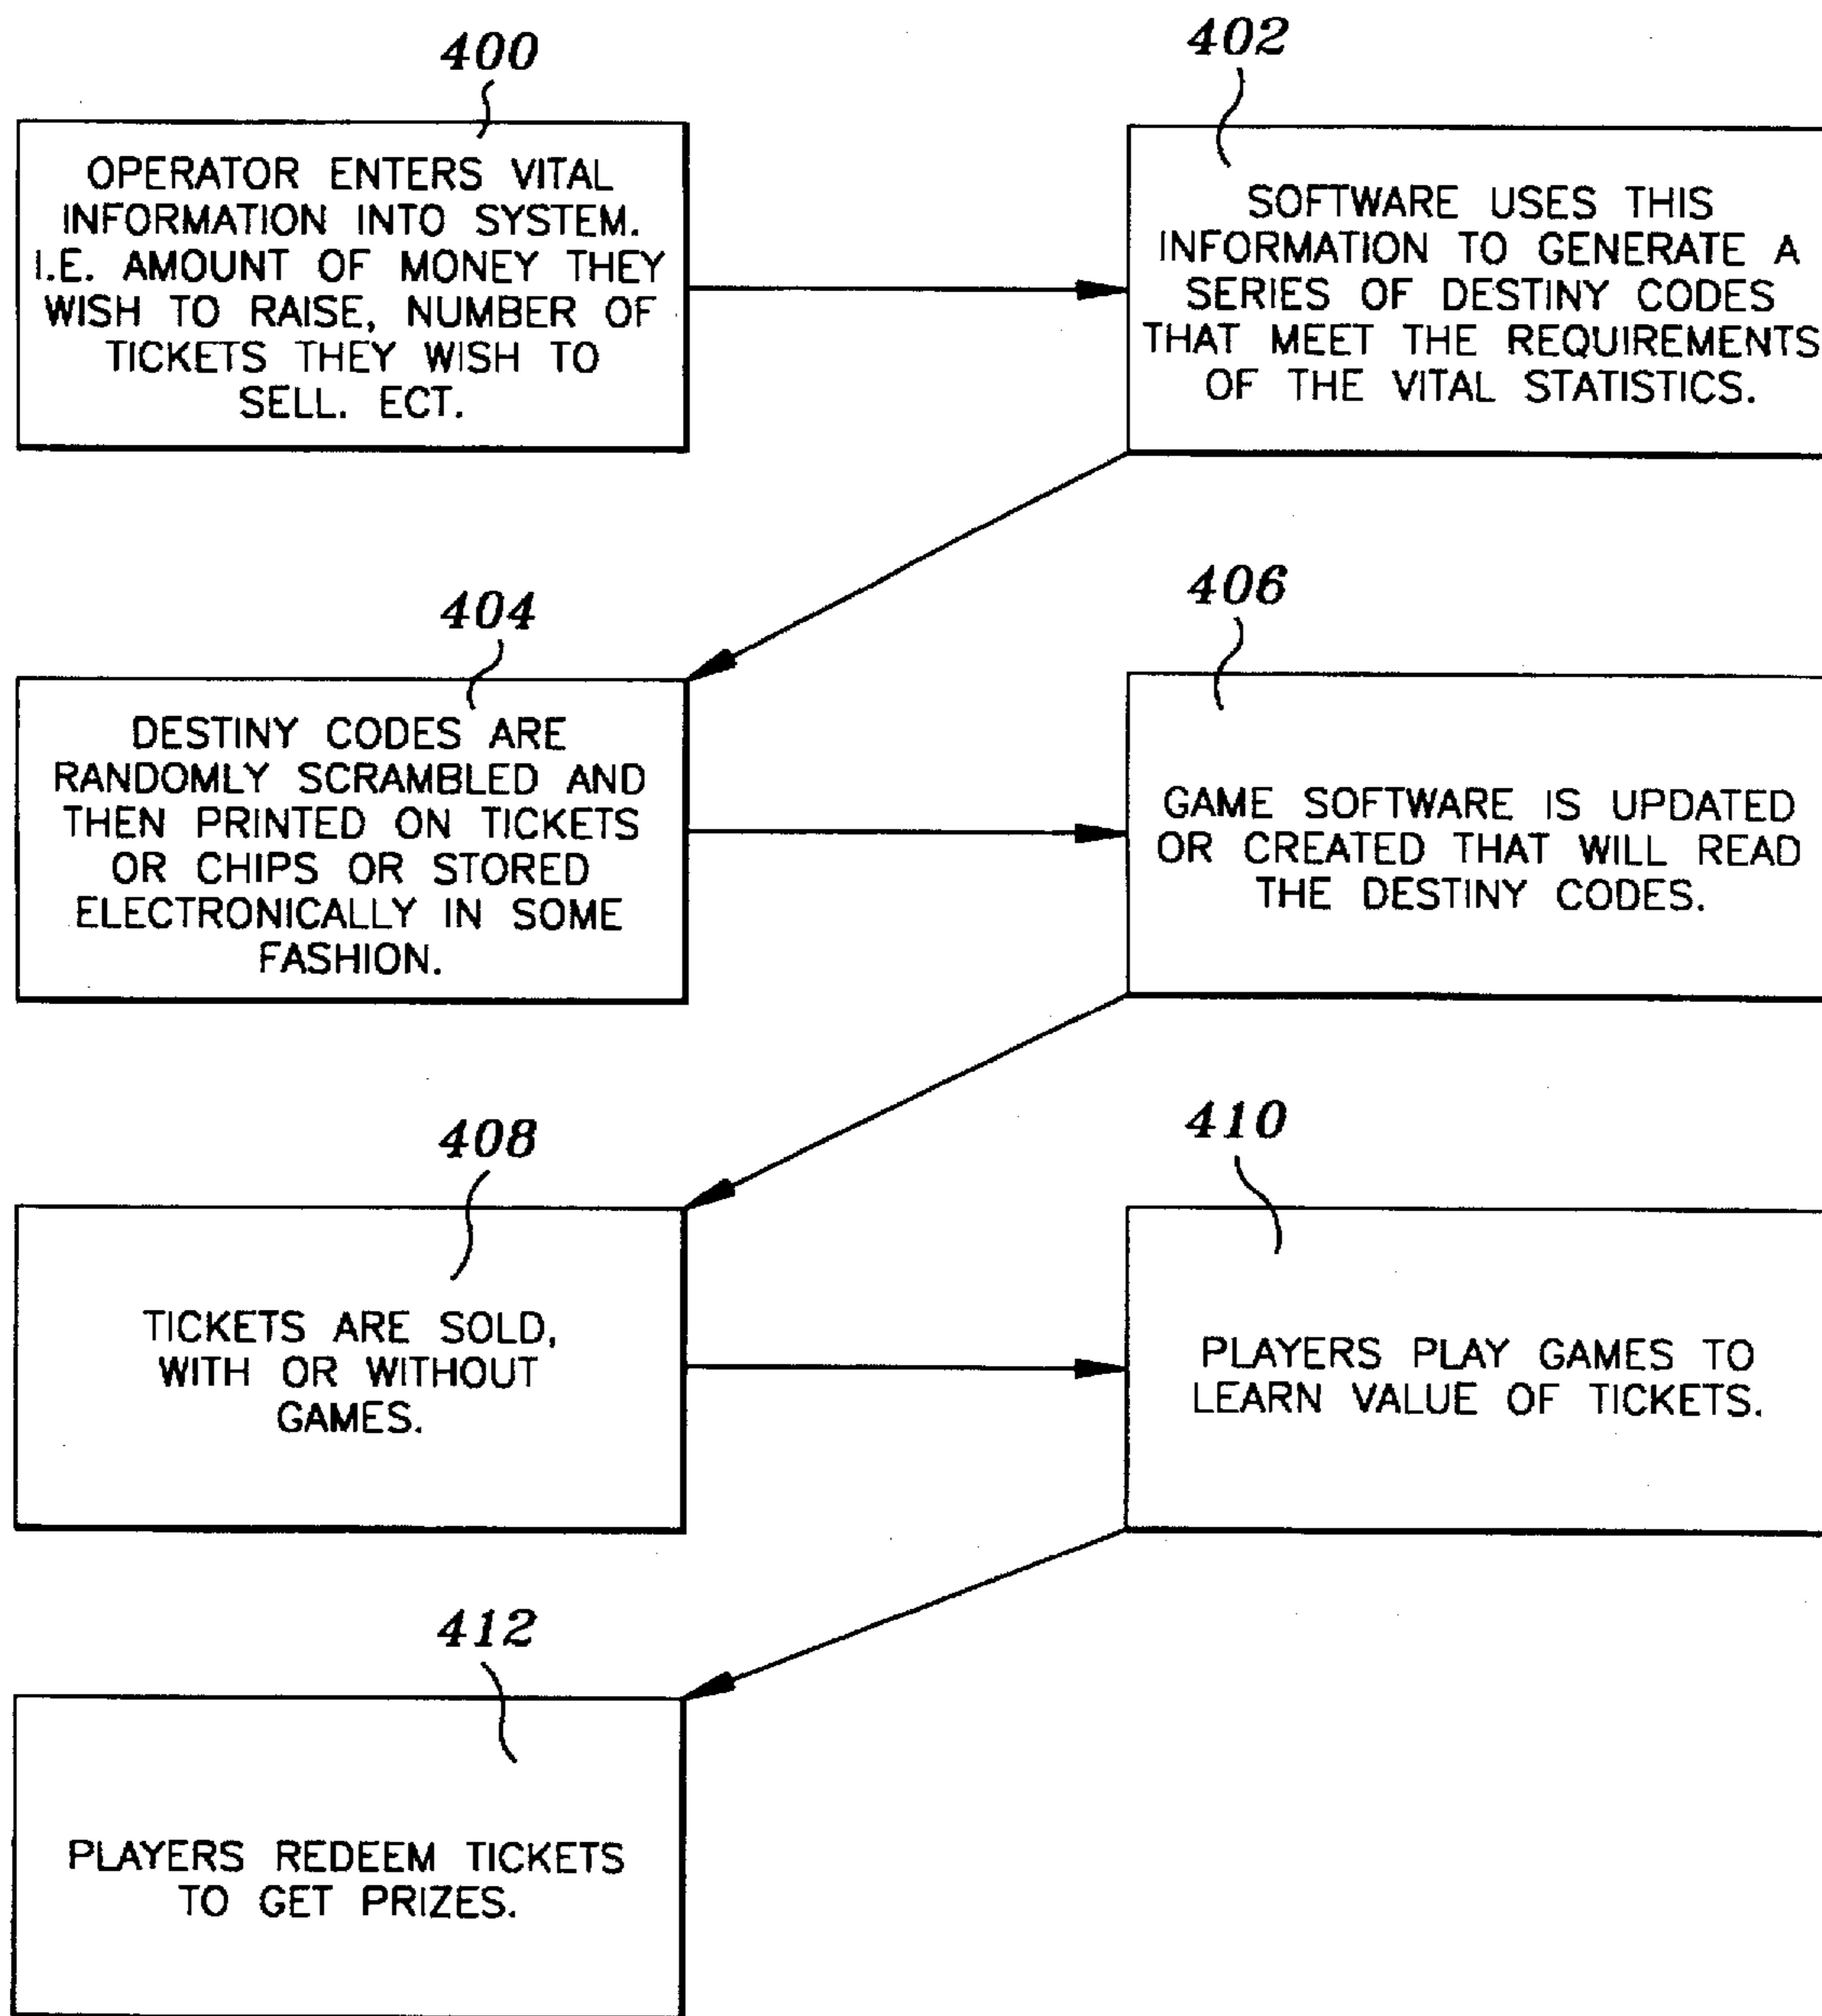 400
OPERATOR ENTERS VITAL
INFORMATION INTO SYSTEM.
I.E. AMOUNT OF MONEY THEY
WISH TO RAISE, NUMBER OF
TICKETS THEY WISH TO
SELL. ECT.
402
SOFTWARE USES THIS
INFORMATION TO GENERATE A
SERIES OF DESTINY CODES
THAT MEET THE REQUIREMENTS
OF THE VITAL STATISTICS.
404
DESTINY CODES ARE
RANDOMLY SCRAMBLED AND
THEN PRINTED ON TICKETS
OR CHIPS OR STORED
ELECTRONICALLY IN SOME
FASHION.
406
GAME SOFTWARE IS UPDATED
OR CREATED THAT WILL READ
THE DESTINY CODES.
408
TICKETS ARE SOLD,
WITH OR WITHOUT
GAMES.
410
PLAYERS PLAY GAMES TO
LEARN VALUE OF TICKETS.
412
PLAYERS REDEEM TICKETS
TO GET PRIZES.